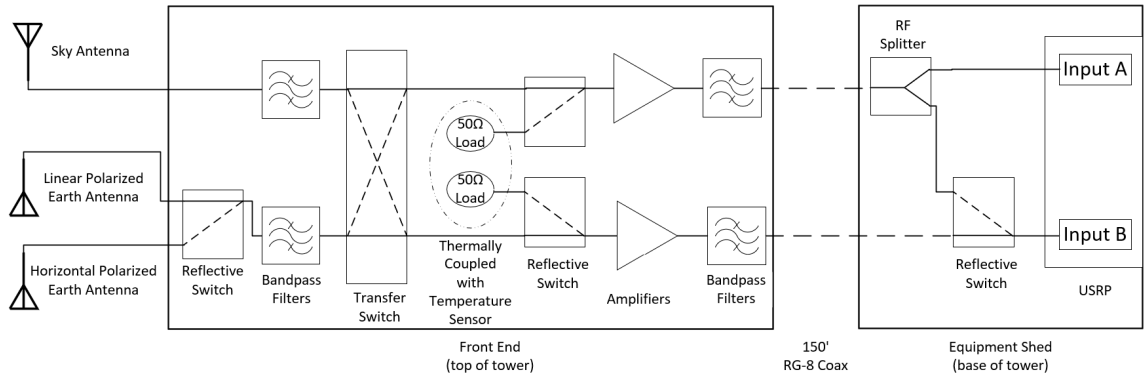 Sky Antenna
Linear Polarized
Earth Antenna
Horizontal Polarized
Earth Antenna
Reflective
Switch
Bandpass
Filters
Transfer
Switch
50Ω
Load
50Ω
Load
Thermally
Coupled
with
Temperature
Sensor
Reflective
Switch
Amplifiers
Bandpass
Filters
Front End
(top of tower)
150'
RG-8 Coax
RF
Splitter
Input A
Input B
Reflective
Switch
USRP
Equipment Shed
(base of tower)